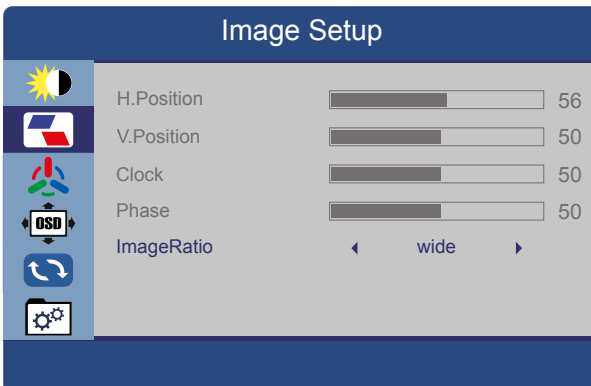 Image Setup
H.Position 56
V.Position 50
Clock 50
Phase 50
OSD
ImageRatio wide